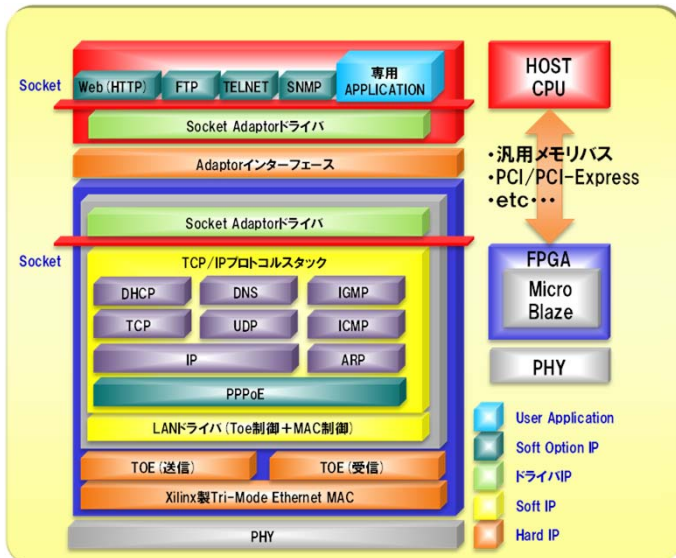 Socket
Web(HTTP)
FTP
TELNET
SNMP
専用
APPLICATION
Socket Adaptorドライバ
Adaptorインターフェース
Socket Adaptorドライバ
Socket
TCP/IPプロトコルスタック
DHCP
DNS
IGMP
TCP
UDP
ICMP
IP
ARP
PPPoE
LANドライバ(Toe制御+MAC制御)
TOE(送信)
TOE(受信)
Xilinx製Tri-Mode Ethernet MAC
PHY
HOST
CPU
・汎用メモリバス
・PCI/PCI-Express
・etc・・・
FPGA
Micro
Blaze
PHY
User Application
Soft Option IP
ドライバIP
Soft IP
Hard IP